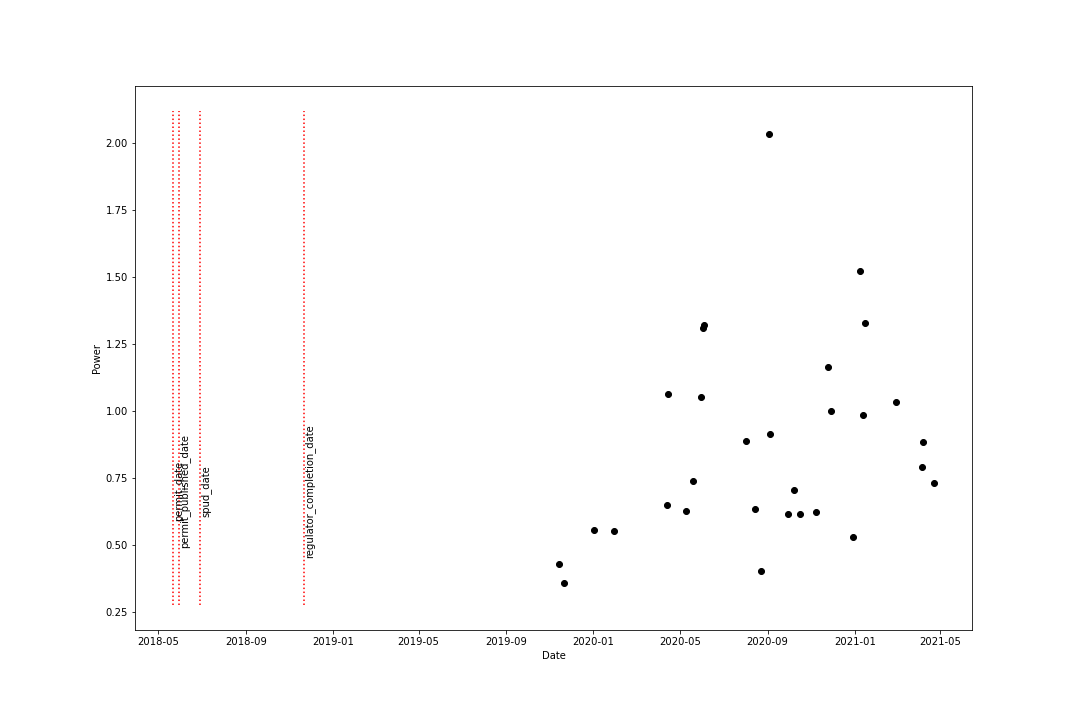 2.00
1.75
1.50
1.25
1.00
0.75
0.50
0.25
Power
permit_date
permit_published_date
spud_date
regulator_completion_date
2018-05 2018-09 2019-01 2019-05 2019-09 2020-01 2020-05 2020-09 2021-01 2021-05
Date